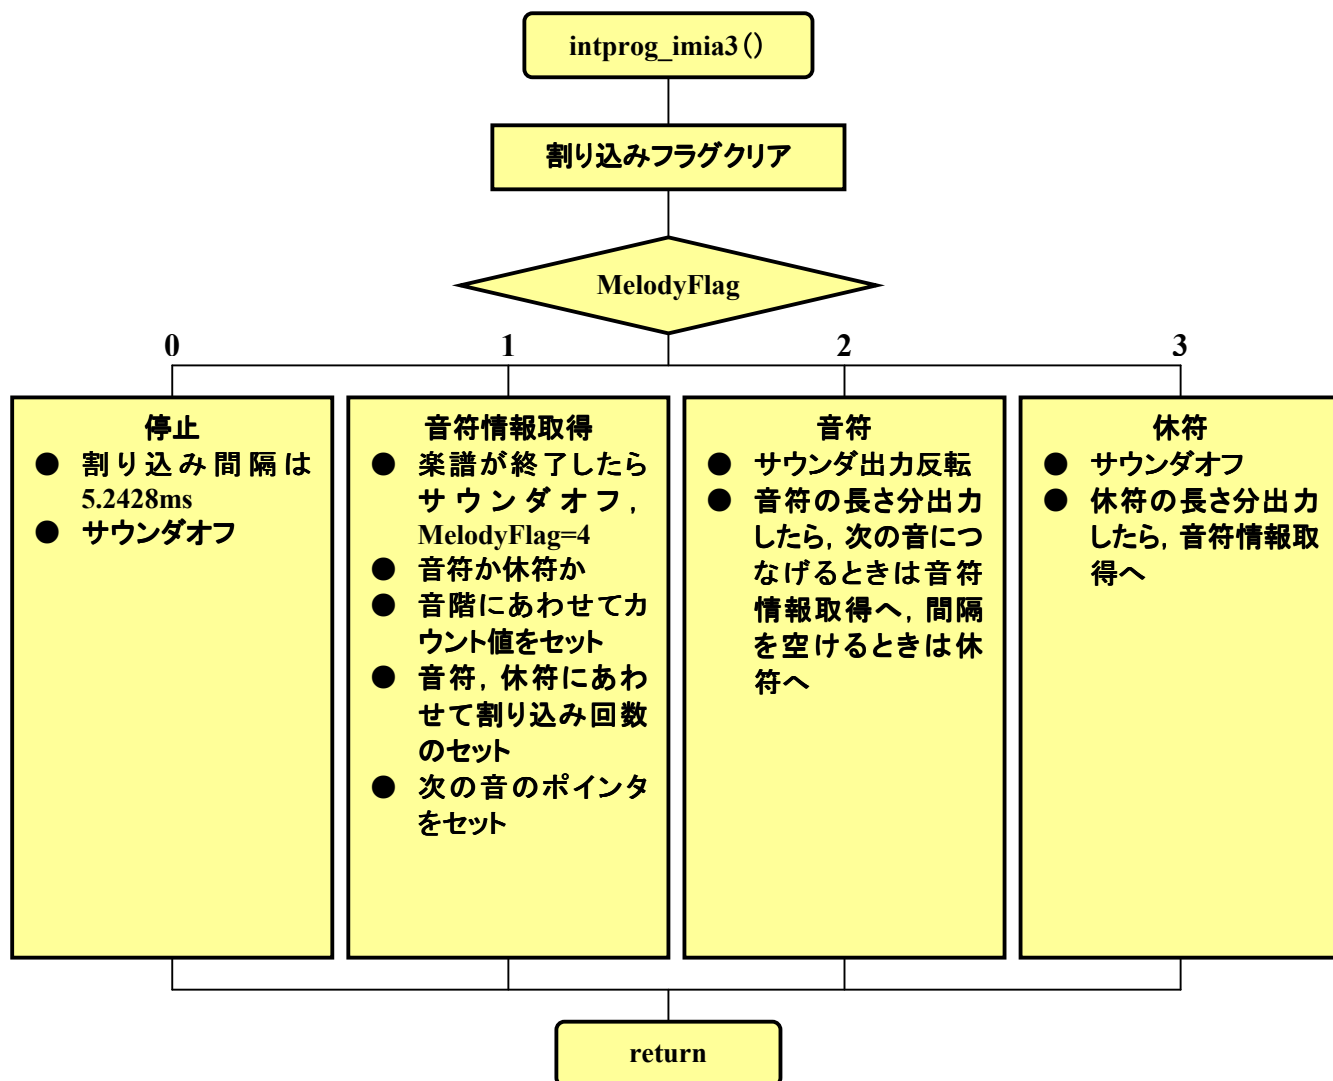 intprog_imia3()
割り込みフラグクリア
MelodyFlag
0
1
2
3
停止
● 割り込み間隔は
5.2428ms
● サウンダオフ
音符情報取得
● 楽譜が終了したら
サウンダオフ,
MelodyFlag=4
● 音符か休符か
● 音階にあわせてカ
ウント値をセット
● 音符, 休符にあわ
せて割り込み回数
のセット
● 次の音のポインタ
をセット
音符
● サウンダ出力反転
● 音符の長さ分出力
したら, 次の音につ
なげるときは音符
情報取得へ, 間隔
を空けるときは休
符へ
休符
● サウンダオフ
● 休符の長さ分出力
したら, 音符情報取
得へ
return